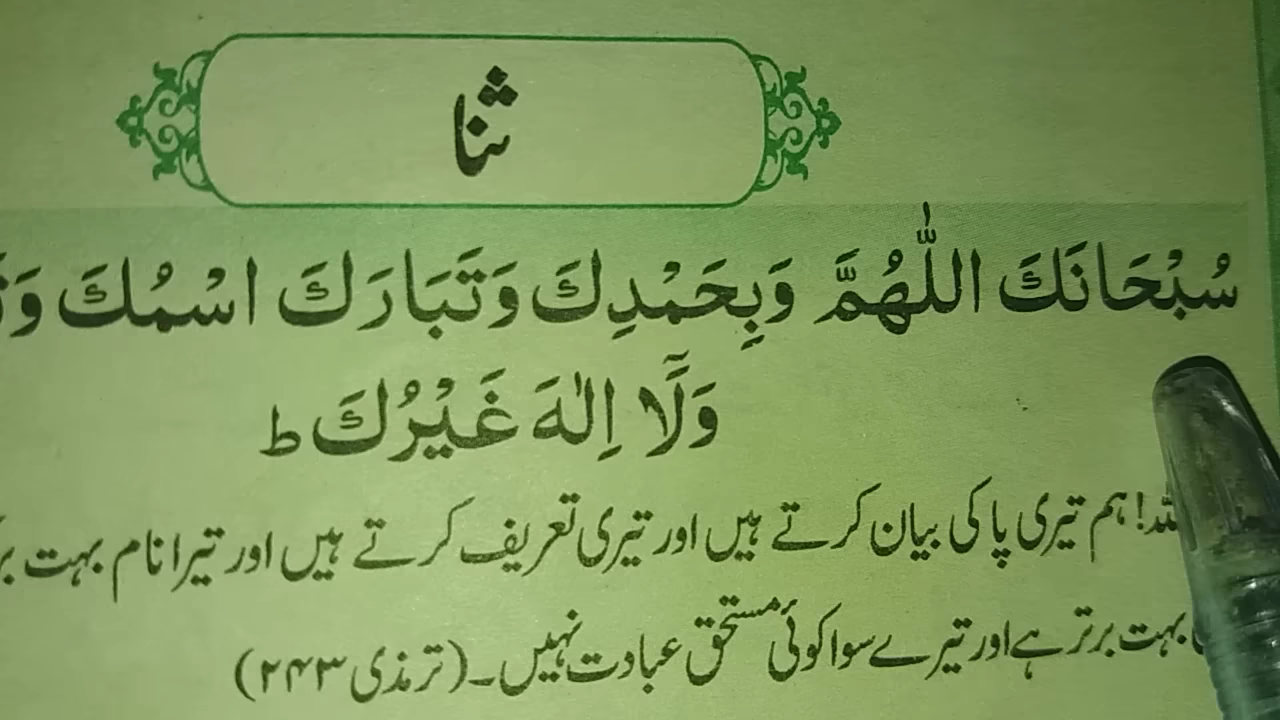 ثنا
سُبْحَانَكَ اللّٰهُمَّ وَبِحَمْدِكَ وَتَبَارَكَ اسْمُكَ
وَلَٓا اِلٰهَ غَيْرُكَ ط
ہم تیری پاکی بیان کرتے ہیں اور تیری تعریف کرتے ہیں اور تیرا نام بہت
بہت برتر ہے اور تیرے سوا کوئی مستحق عبادت نہیں۔ (ترمذی ۲۴۳)